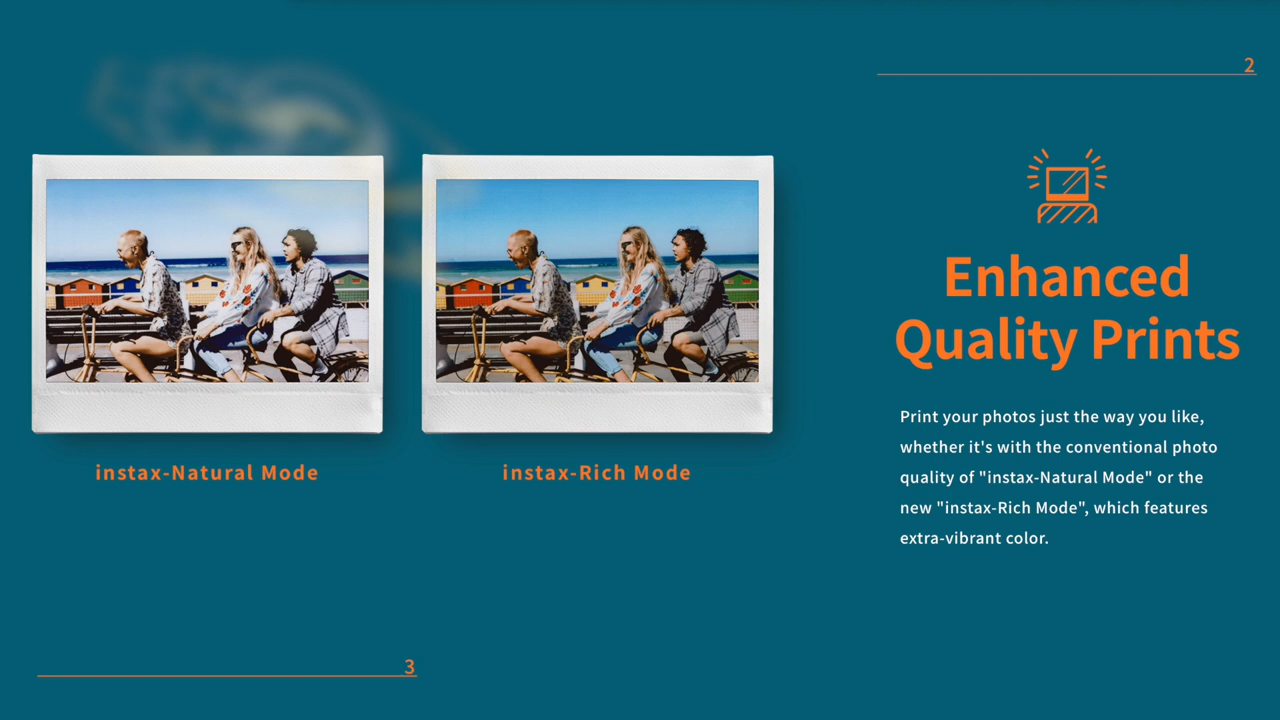 2
Enhanced
Quality Prints
Print your photos just the way you like,
whether it's with the conventional photo
quality of "instax-Natural Mode" or the
new "instax-Rich Mode", which features
extra-vibrant color.
instax-Natural Mode
instax-Rich Mode
3